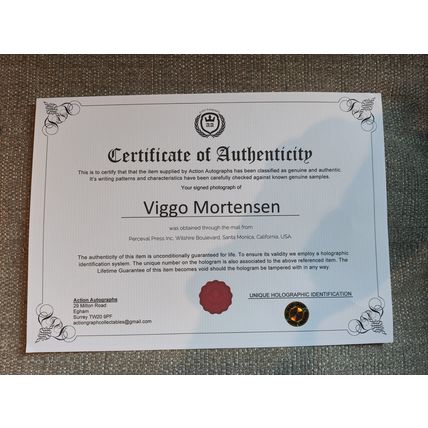 Certificate of Authenticity
This is to certify that that the item supplied by Action Autographs has been classified as genuine and authentic.
It's writing patterns and characteristics have been carefully checked against known genuine samples.
Your signed photograph of
Viggo Mortensen
was obtained through the mail from
Perceval Press Inc, Wilshire Boulevard, Santa Monica, California, USA.
The authenticity of this item is unconditionally guaranteed for life. To ensure its validity we employ a holographic
identification system. The unique number on the hologram is also associated to the above referenced item. The
Lifetime Guarantee of this item becomes void should the hologram be tampered with in any way
Action Autographs
29 Milton Road
Egham
Surrey TW20 9PF
actiongraphcollectables@gmail.com
UNIQUE HOLOGRAPHIC IDENTIFICATION